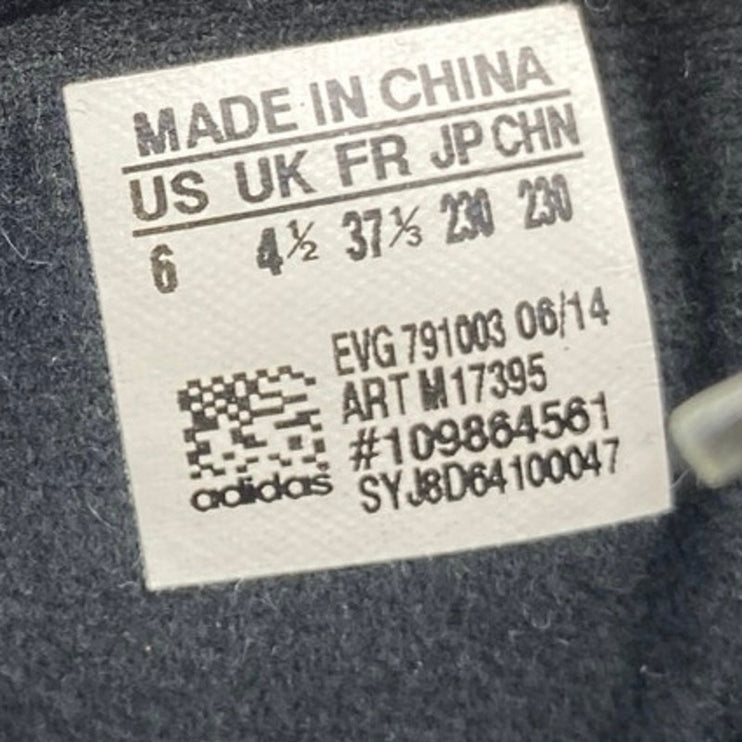 MADE IN CHINA
US UK FR JP CHN
6 4½ 37⅓ 230 230
EVG 791003 06/14
ART M17395
#109864561
SYJ8D64100047
adidas